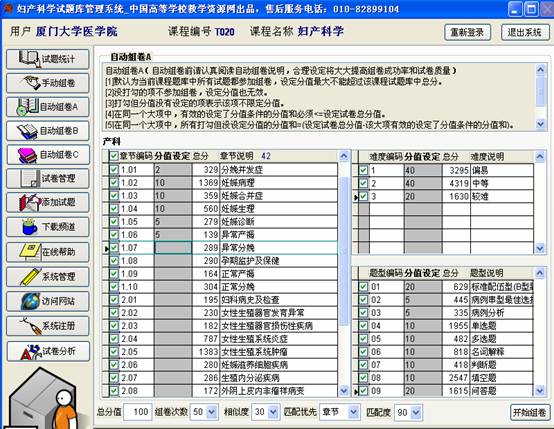 妇产科学试题库管理系统_中国高等学校教学资源网出品，售后服务电话：010-82899104
用户 厦门大学医学院 课程编号 T020 课程名称 妇产科学 重新登录 退出系统
试题统计
手动组卷
自动组卷A
自动组卷B
自动组卷C
试卷管理
添加试题
下载频道
在线帮助
系统管理
访问网站
系统注册
试卷分析
自动组卷A
自动组卷A（自动组卷前请认真阅读自动组卷说明，合理设定将大大提高组卷成功率和试卷质量）
[1]默认为当前课程题库中所有试题都参加组卷，设定分值最大不能超过该课程试题库中总分。
[2]没打勾的项不参加组卷，设定分值也无效。
[3]打勾但分值没有设定的项表示该项不限定分值。
[4]在同一个大项中，有效的设定了分值条件的分值和必须<=设定试卷总分值。
[5]在同一个大项中，所有打勾但没设定分值的分值和=(设定试卷总分值-该大项有效的设定了分值条件的分值和)。
产科
章节编码 分值设定 总分 章节说明 42
1.01 2 329 分娩并发症
1.02 10 1369 妊娠病理
1.03 10 359 妊娠合并症
1.04 10 560 妊娠生理
1.05 5 279 妊娠诊断
1.06 5 139 异常产褥
1.07 289 异常分娩
1.08 290 孕期监护及保健
1.09 164 正常产褥
1.10 304 正常分娩
2.01 195 妇科病史及检查
2.02 230 女性生殖器官发育异常
2.03 182 女性生殖器官损伤性疾病
2.04 787 女性生殖系统炎症
2.05 1383 女性生殖系统肿瘤
2.06 280 妊娠滋养细胞疾病
2.07 286 生殖内分泌疾病
2.08 172 外阴上皮内非瘤样病变
难度编码 分值设定 总分 难度说明
1 40 3295 偏易
2 40 4319 中等
3 20 1630 较难
题型编码 分值设定 总分 题型说明
01 20 629 标准配伍型(B型题
02 5 445 病例串型最佳选
03 5 335 病例分析
04 10 1955 单选题
05 10 482 多选题
06 10 818 名词解释
07 10 418 判断题
08 10 2547 填空题
09 20 1615 问答题
总分值 100 组卷次数 50 相似度 30 匹配优先 章节 匹配度 90 开始组卷